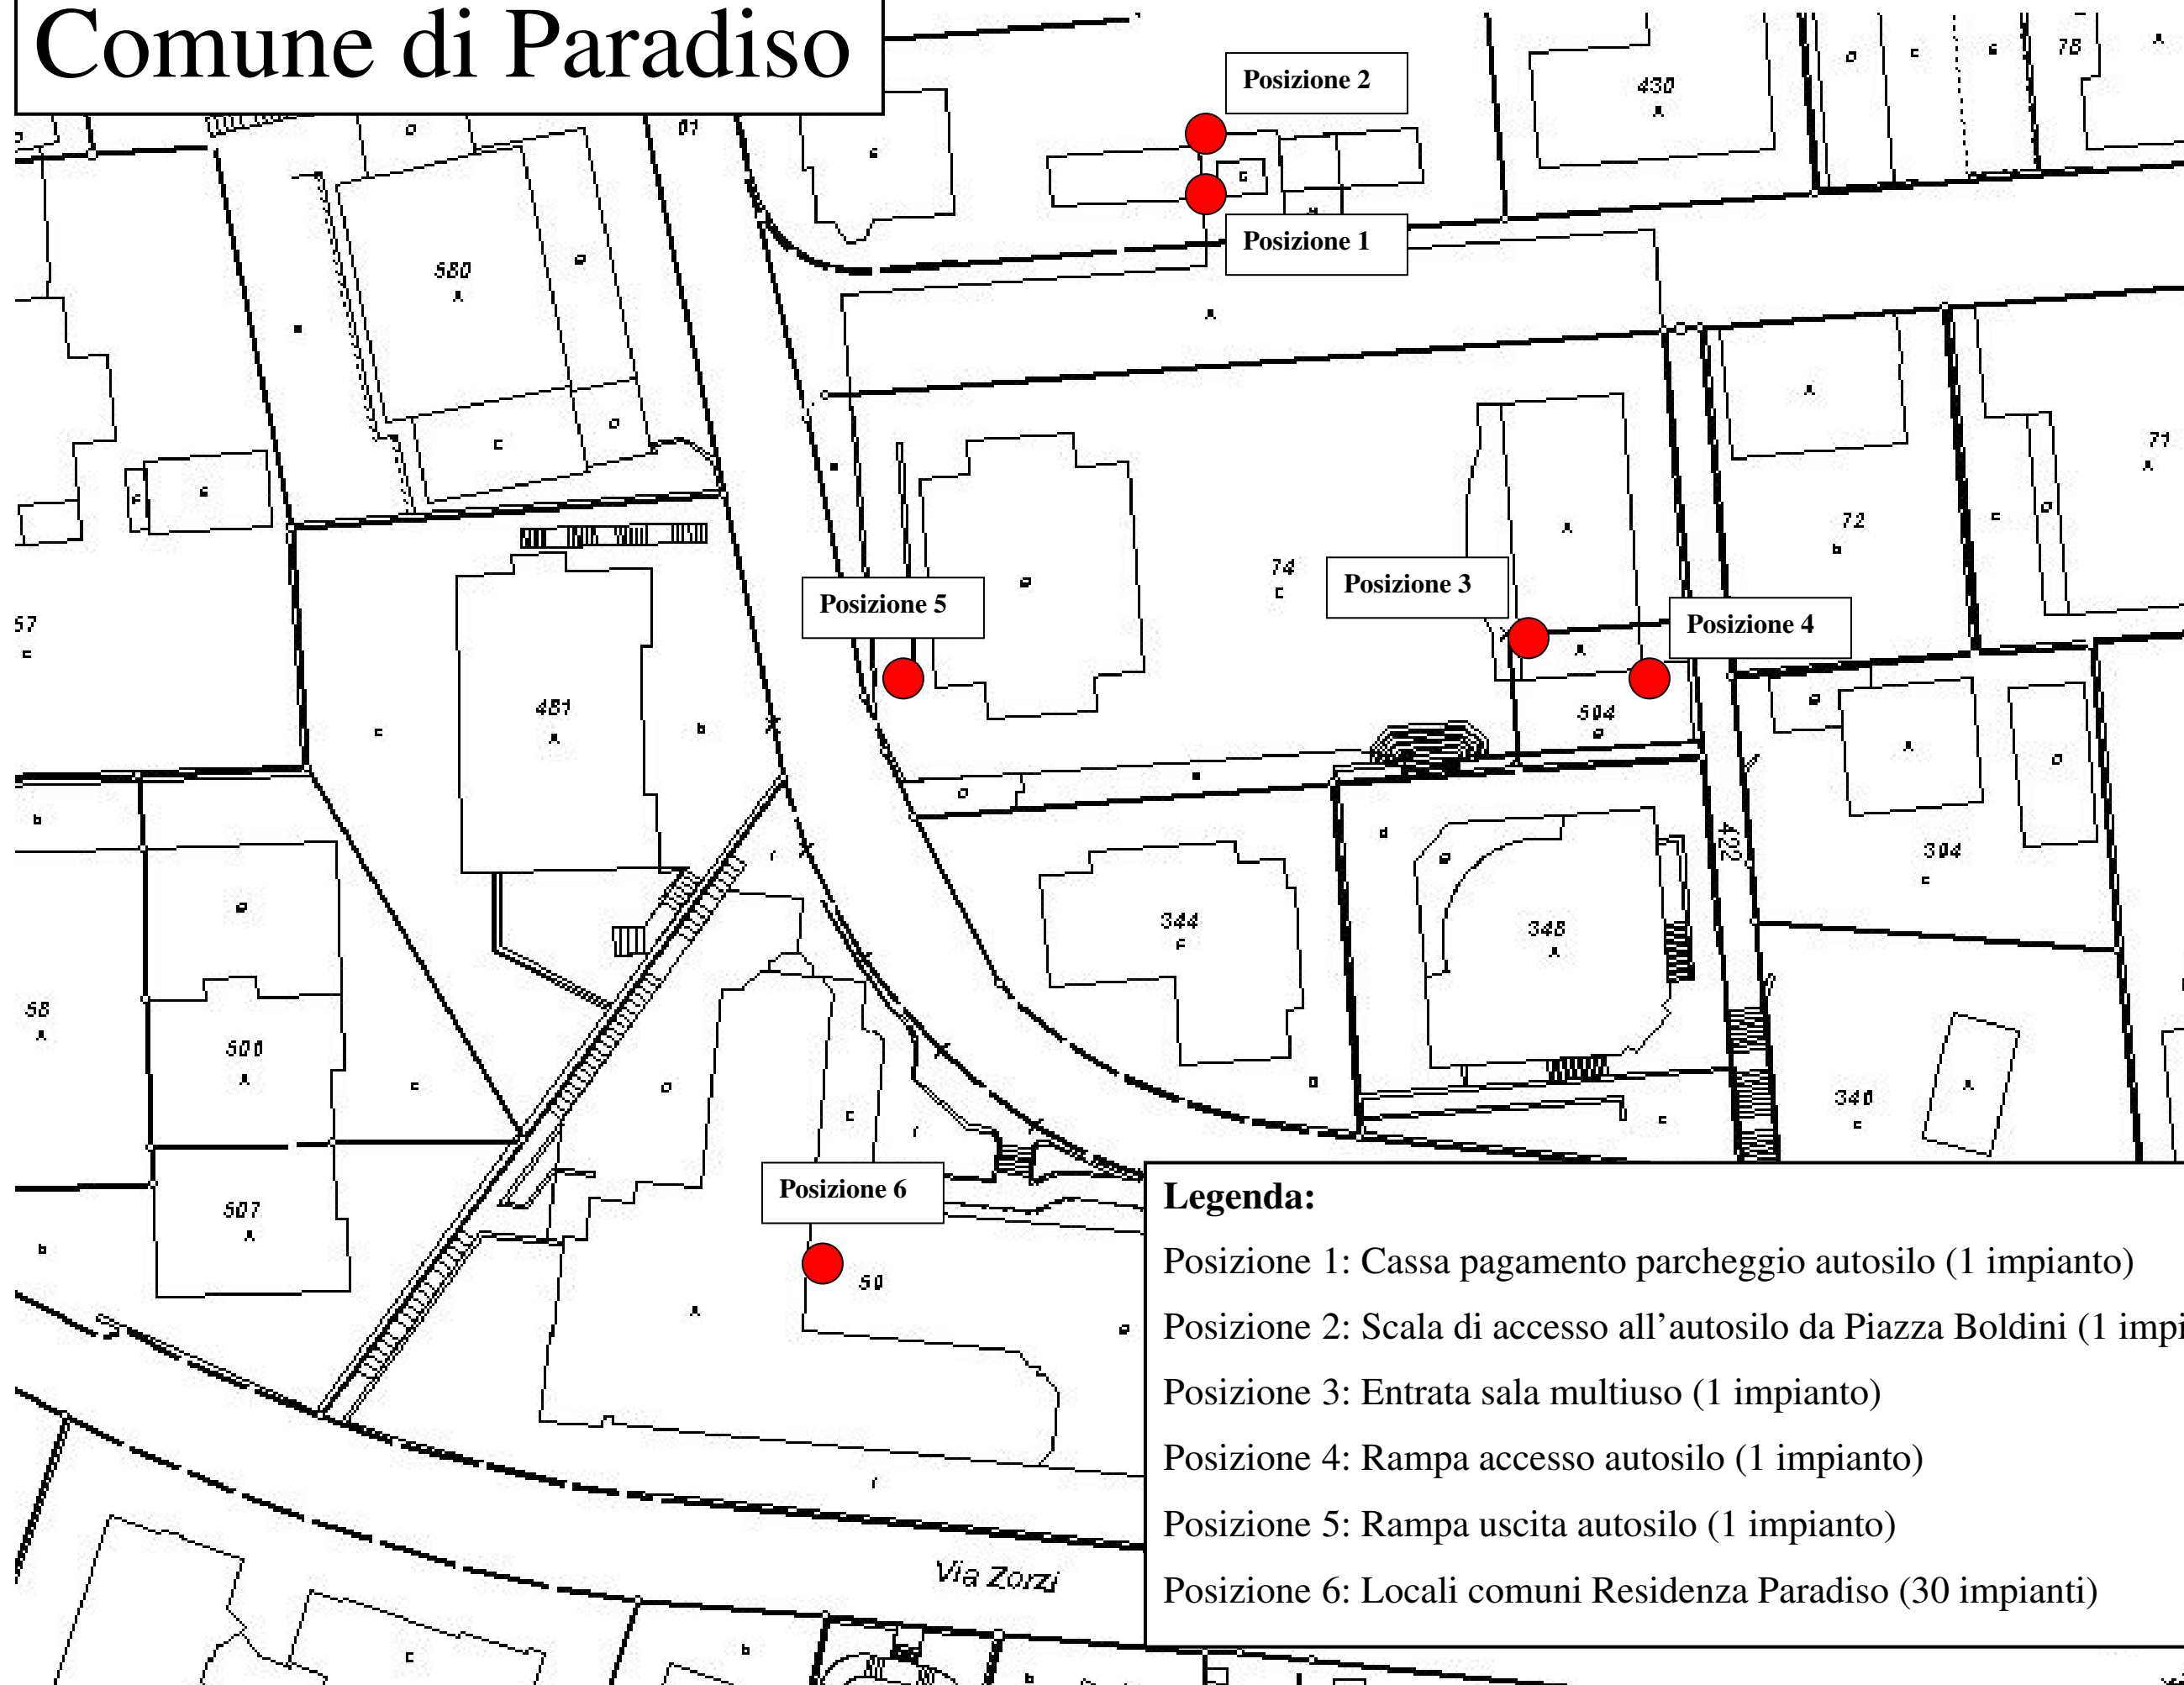 Comune di Paradiso
Posizione 2
430
78
61
Posizione 1
580
71
72
74
Posizione 3
Posizione 5
Posizione 4
57
481
504
422
304
344
348
58
506
346
Posizione 6
507
50
Legenda:
Posizione 1: Cassa pagamento parcheggio autosilo (1 impianto)
Posizione 2: Scala di accesso all'autosilo da Piazza Boldini (1 impi
Posizione 3: Entrata sala multiuso (1 impianto)
Posizione 4: Rampa accesso autosilo (1 impianto)
Posizione 5: Rampa uscita autosilo (1 impianto)
Posizione 6: Locali comuni Residenza Paradiso (30 impianti)
Via Zorzi